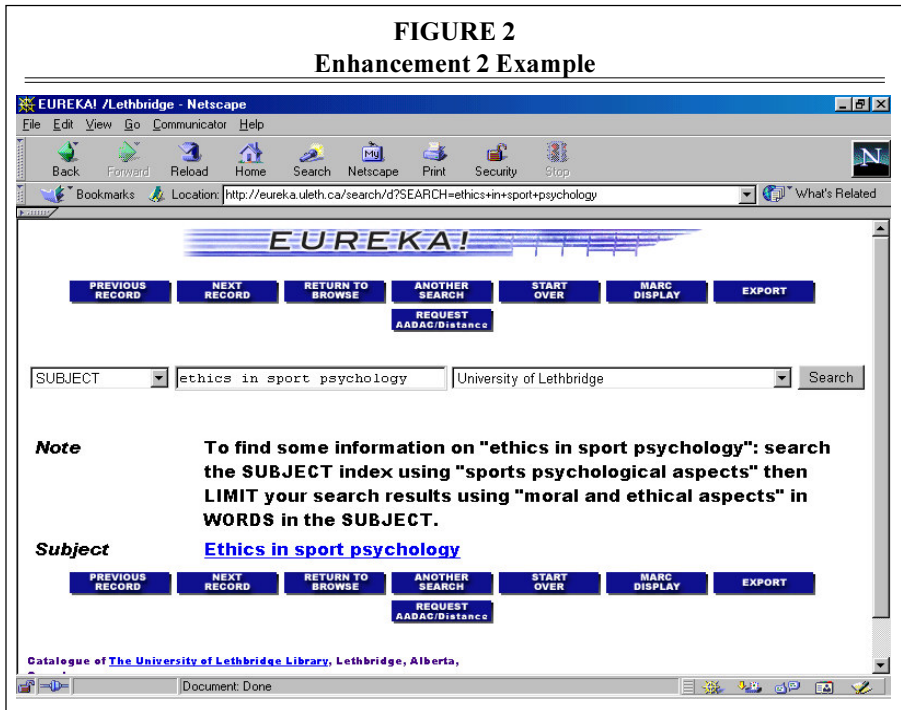 FIGURE 2
Enhancement 2 Example
EUREKA! /Lethbridge - Netscape
File Edit View Go Communicator Help
Back Forward Reload Home Search Netscape Print Security Stop
My
N
Bookmarks Location: http://eureka.uleth.ca/search/d?SEARCH=ethics+in+sport+psychology What's Related
EUREKA!
PREVIOUS RECORD NEXT RECORD RETURN TO BROWSE ANOTHER SEARCH START OVER MARC DISPLAY EXPORT
REQUEST AADAC/Distance
SUBJECT ethics in sport psychology University of Lethbridge Search
Note To find some information on "ethics in sport psychology": search
the SUBJECT index using "sports psychological aspects" then
LIMIT your search results using "moral and ethical aspects" in
WORDS in the SUBJECT.
Subject Ethics in sport psychology
PREVIOUS RECORD NEXT RECORD RETURN TO BROWSE ANOTHER SEARCH START OVER MARC DISPLAY EXPORT
REQUEST AADAC/Distance
Catalogue of The University of Lethbridge Library, Lethbridge, Alberta,
Document: Done